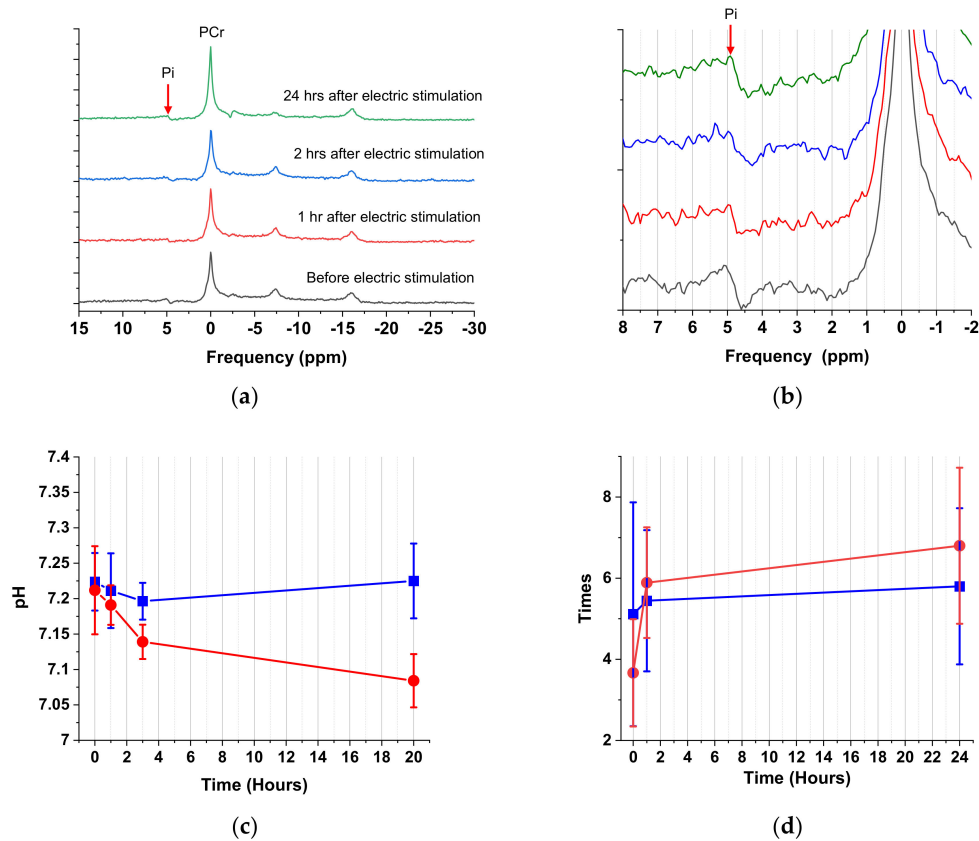 PCr
Pi
24 hrs after electric stimulation
2 hrs after electric stimulation
1 hr after electric stimulation
Before electric stimulation
15 10 5 0 -5 -10 -15 -20 -25 -30
Frequency (ppm)
(a)
Pi
8 7 6 5 4 3 2 1 0 -1 -2
Frequency (ppm)
(b)
7.4
7.35
7.3
7.25
7.2
7.15
7.1
7.05
7
pH
0 2 4 6 8 10 12 14 16 18 20
Time (Hours)
(c)
8
6
4
2
Times
0 2 4 6 8 10 12 14 16 18 20 22 24
Time (Hours)
(d)